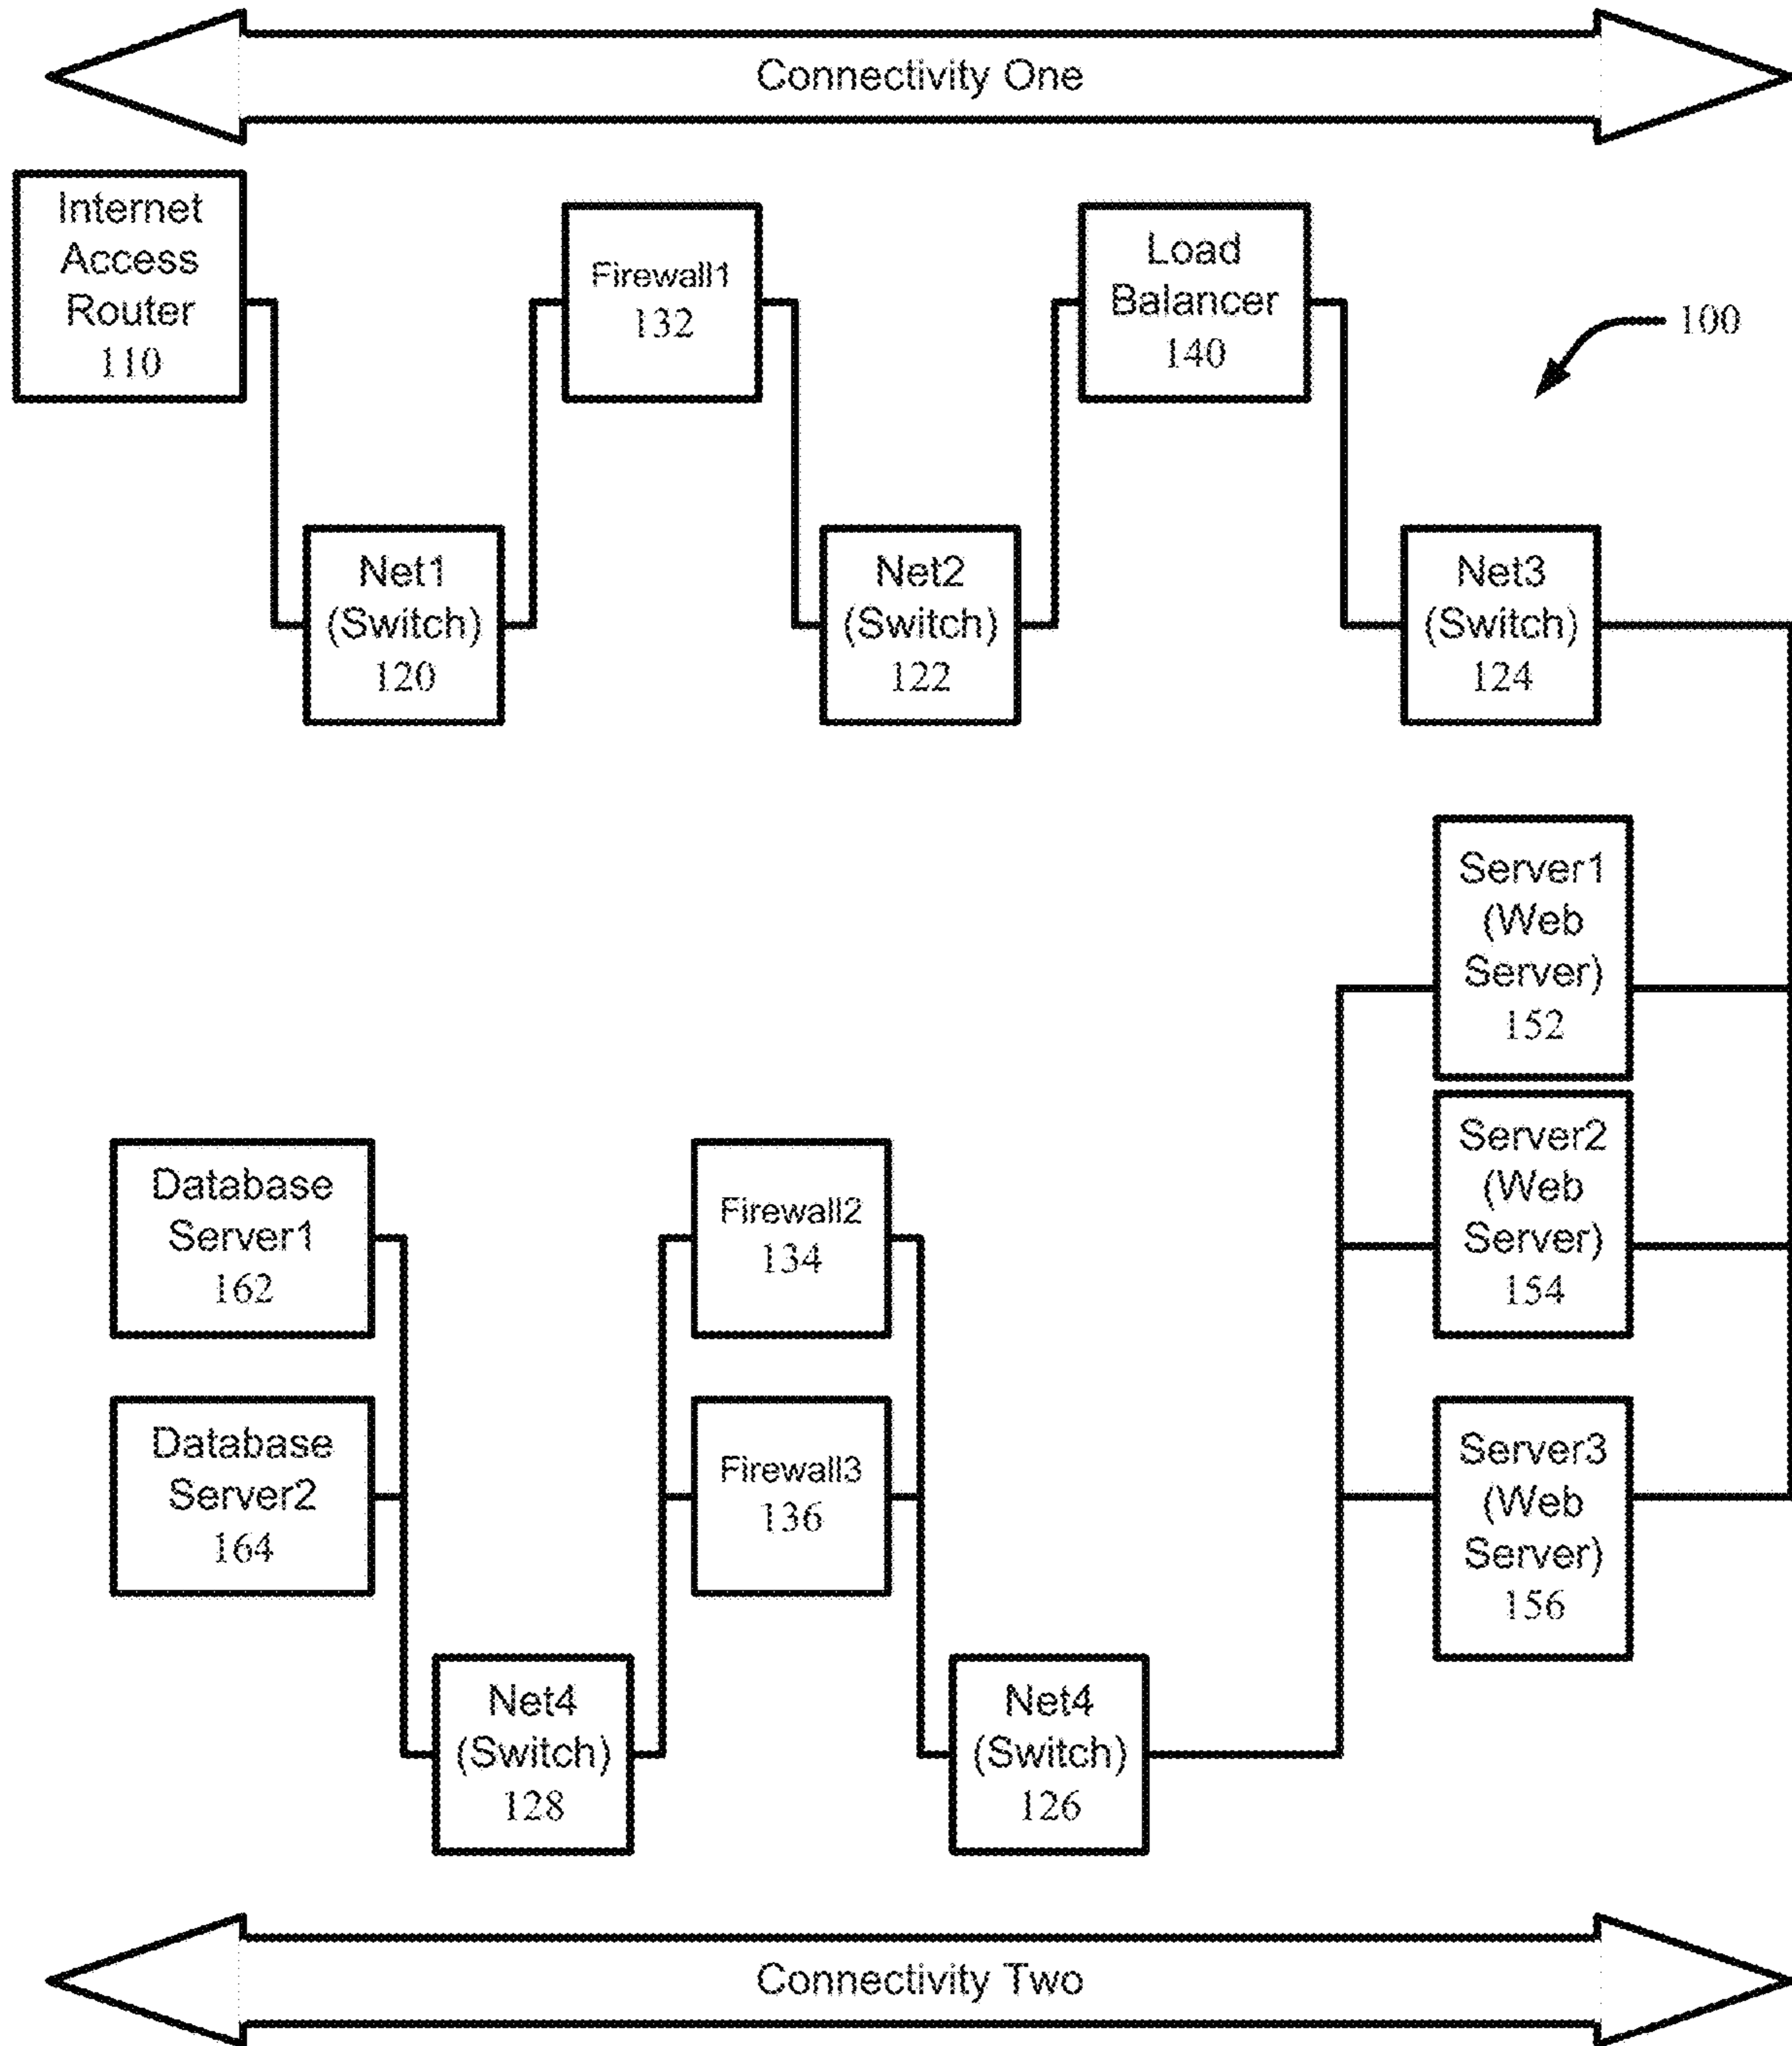 Connectivity One
Internet
Access
Router
110
Firewall1
132
Load
Balancer
140
100
Net1
(Switch)
120
Net2
(Switch)
122
Net3
(Switch)
124
Server1
(Web
Server)
152
Server2
(Web
Server)
154
Server3
(Web
Server)
156
Database
Server1
162
Database
Server2
164
Firewall2
134
Firewall3
136
Net4
(Switch)
128
Net4
(Switch)
126
Connectivity Two